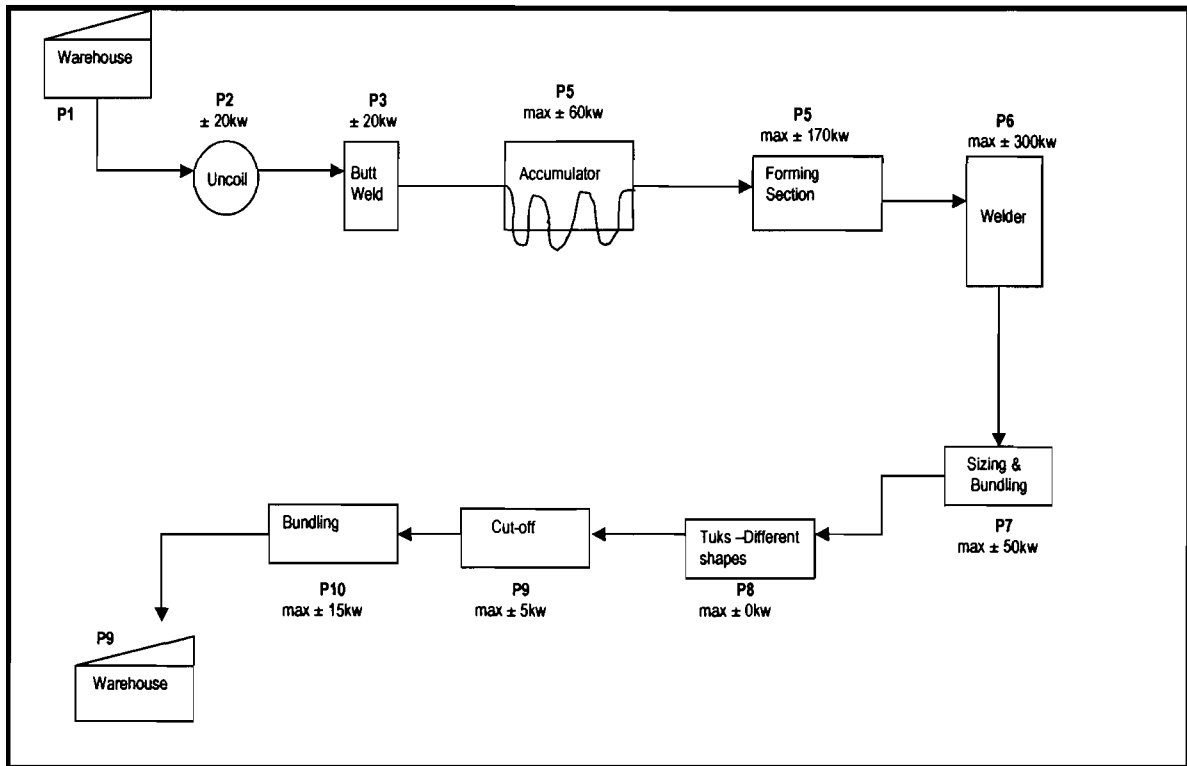 Warehouse
P1
P2
± 20kw
Uncoil
P3
± 20kw
Butt
Weld
P5
max ± 60kw
Accumulator
P5
max ± 170kw
Forming
Section
P6
max ± 300kw
Welder
Sizing &
Bundling
P7
max ± 50kw
Tuks –Different
shapes
P8
max ± 0kw
Cut-off
P9
max ± 5kw
Bundling
P10
max ± 15kw
P9
Warehouse